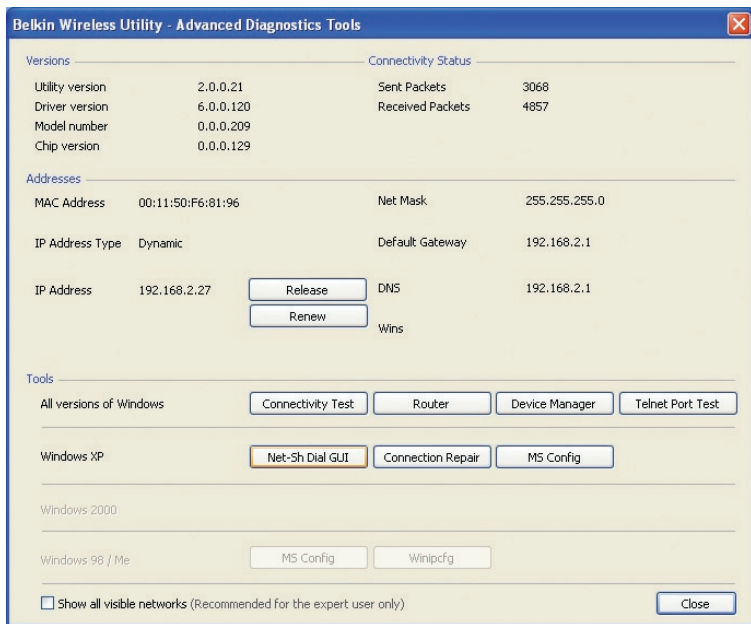 Belkin Wireless Utility - Advanced Diagnostics Tools
Versions
Utility version 2.0.0.21
Driver version 6.0.0.120
Model number 0.0.0.209
Chip version 0.0.0.129
Connectivity Status
Sent Packets 3068
Received Packets 4857
Addresses
MAC Address 00:11:50:F6:81:96
Net Mask 255.255.255.0
IP Address Type Dynamic
Default Gateway 192.168.2.1
IP Address 192.168.2.27
Release
Renew
DNS 192.168.2.1
Wins
Tools
All versions of Windows Connectivity Test Router Device Manager Telnet Port Test
Windows XP Net-Sh Dial GUI Connection Repair MS Config
Windows 2000
Windows 98 / Me MS Config Winipcfg
Show all visible networks (Recommended for the expert user only) Close